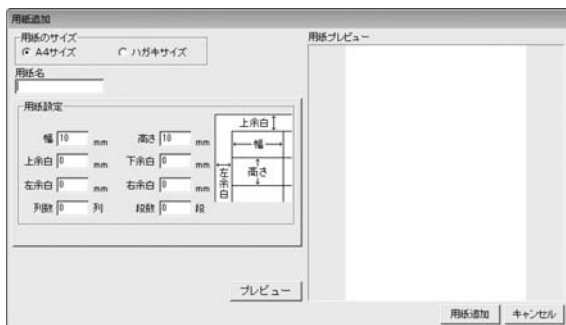 用紙追加
用紙のサイズ
A4サイズ ハガキサイズ
用紙名
用紙設定
幅 10 mm 高さ 10 mm
上余白 0 mm 下余白 0 mm
左余白 0 mm 右余白 0 mm
列数 0 列 段数 0 段
上余白
幅
高さ
左余白
プレビュー
用紙プレビュー
用紙追加 キャンセル